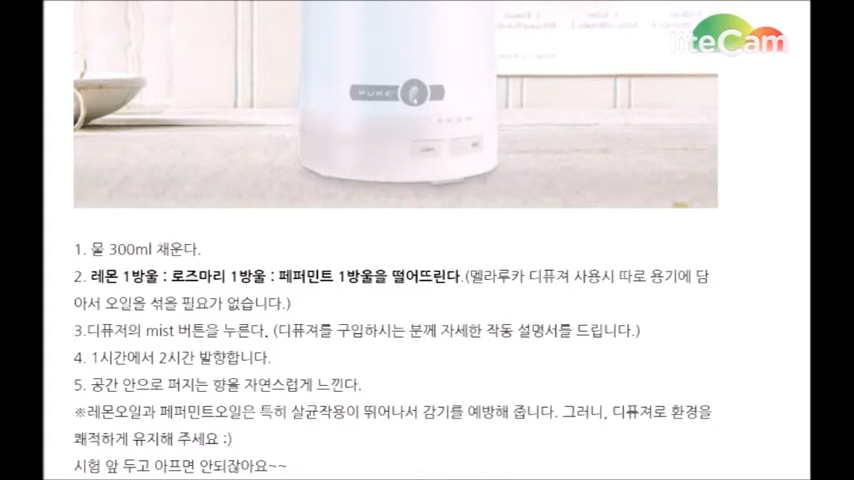 liteCam
PURE
1. 물 300ml 채운다.
2. 레몬 1방울 : 로즈마리 1방울 : 페퍼민트 1방울을 떨어뜨린다.(멜라루카 디퓨져 사용시 따로 용기에 담
아서 오일을 섞을 필요가 없습니다.)
3.디퓨저의 mist 버튼을 누른다. (디퓨져를 구입하시는 분께 자세한 작동 설명서를 드립니다.)
4. 1시간에서 2시간 발향합니다.
5. 공간 안으로 퍼지는 향을 자연스럽게 느낀다.
※레몬오일과 페퍼민트오일은 특히 살균작용이 뛰어나서 감기를 예방해 줍니다. 그러니, 디퓨져로 환경을
쾌적하게 유지해 주세요 ;)
시험 앞 두고 아프면 안되잖아요~~